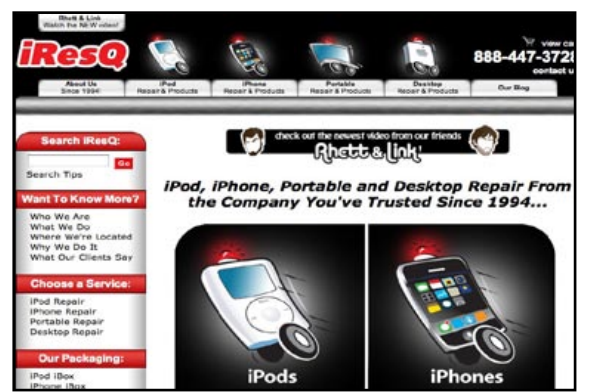 Rhett & Link
Watch the NEW video!
iResQ
view ca
888-447-3728
contact u
About Us
Since 1994!
iPod
Repair & Products
iPhone
Repair & Products
Portable
Repair & Products
Desktop
Repair & Products
Our Blog
Search iResQ:
Go
Search Tips
Want To Know More?
Who We Are
What We Do
Where We're Located
Why We Do It
What Our Clients Say
Choose a Service:
iPod Repair
iPhone Repair
Portable Repair
Desktop Repair
Our Packaging:
iPod iBox
iPhone iBox
check out the newest video from our friends
Rhett & Link!
iPod, iPhone, Portable and Desktop Repair From
the Company You've Trusted Since 1994...
iPods
iPhones